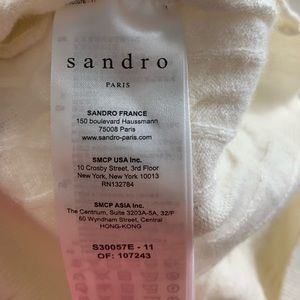 sandro
PARIS
SANDRO FRANCE
150 boulevard Haussmann
75008 Paris
www.sandro-paris.com
SMCP USA Inc.
10 Crosby Street, 3rd Floor
New York, New York 10013
RN132784
SMCP ASIA Inc.
The Centrum, Suite 3203A-5A, 32/F
60 Wyndham Street, Central
HONG-KONG
S30057E - 11
OF: 107243